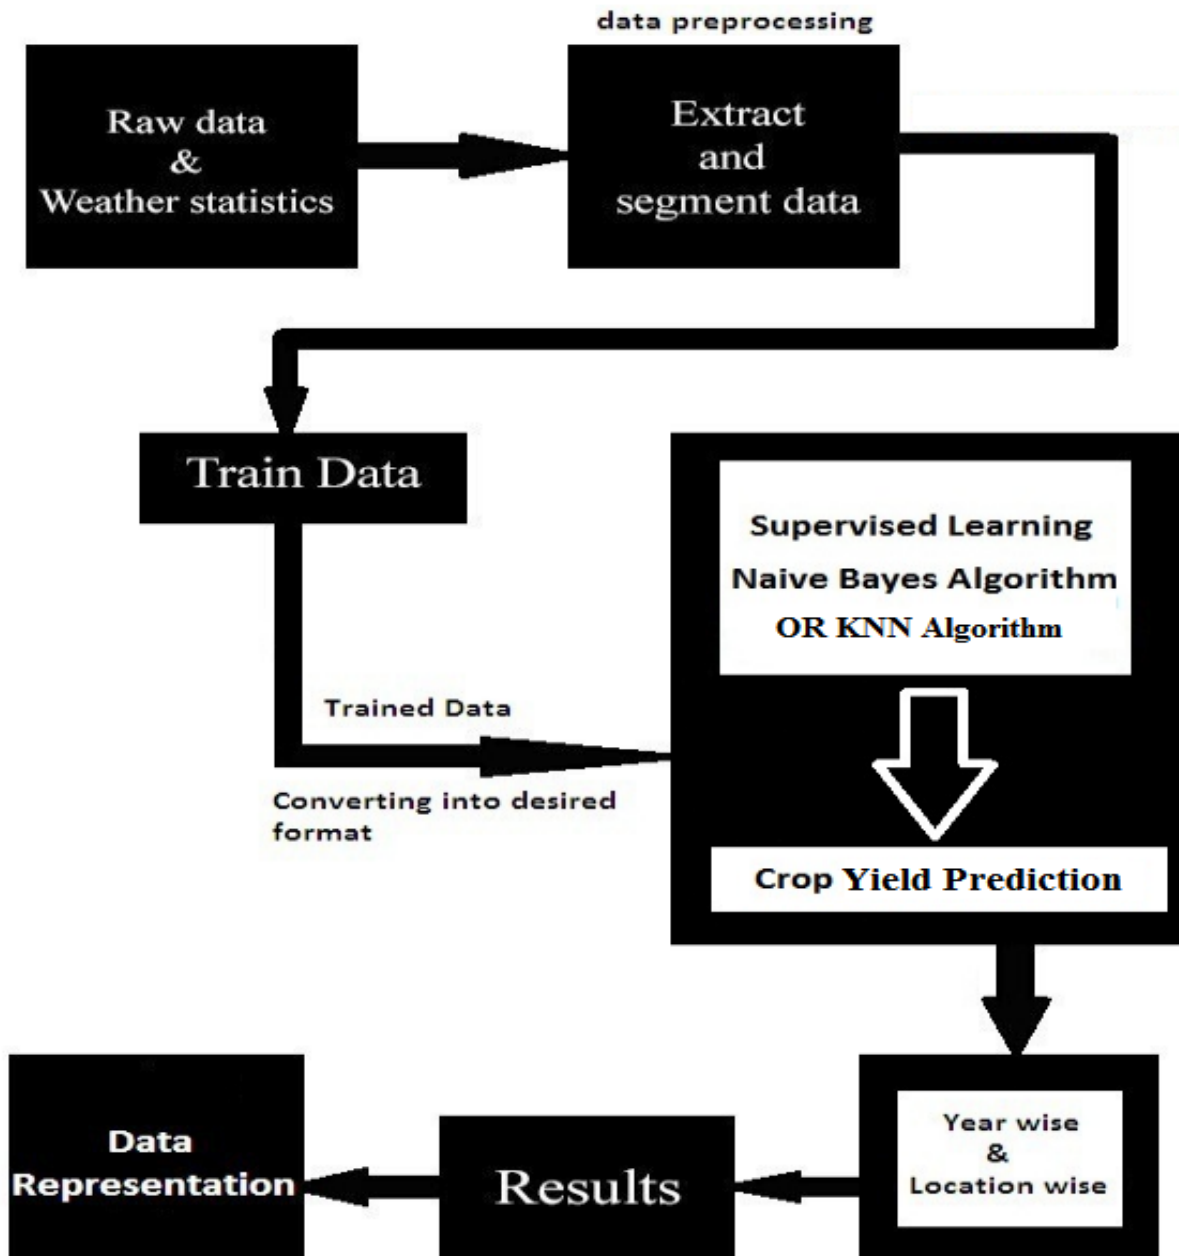 data preprocessing
Raw data
&
Weather statistics
Extract
and
segment data
Train Data
Trained Data
Converting into desired
format
Supervised Learning
Naive Bayes Algorithm
OR KNN Algorithm
Crop Yield Prediction
Year wise
&
Location wise
Results
Data
Representation